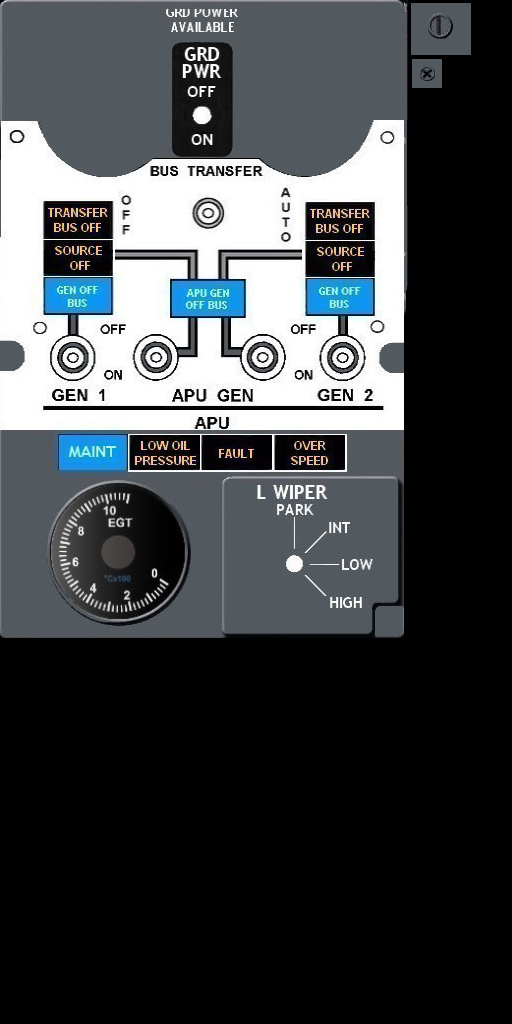 GRD POWER
AVAILABLE
GRD
PWR
OFF
ON
BUS TRANSFER
OFF
AUTO
TRANSFER
BUS OFF
SOURCE
OFF
GEN OFF
BUS
APU GEN
OFF BUS
TRANSFER
BUS OFF
SOURCE
OFF
GEN OFF
BUS
OFF
OFF
ON
ON
GEN 1
APU GEN
GEN 2
APU
MAINT
LOW OIL
PRESSURE
FAULT
OVER
SPEED
10
EGT
8
6
4
2
0
°Cx100
L WIPER
PARK
INT
LOW
HIGH